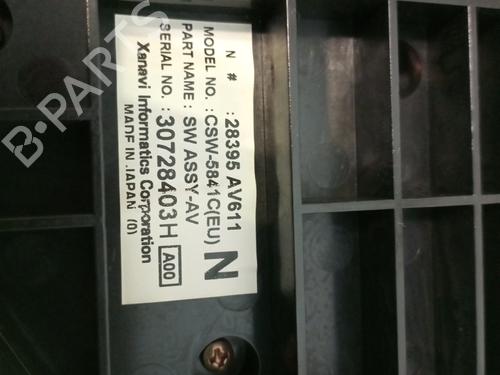 N # : 28395 AV611
MODEL NO. : CSW-5841C(EU)
PART NAME : SW ASSY-AV
SERIAL NO. : 30728403H A00
N
Xanavi Informatics Corporation
MADE IN JAPAN (0)
B-PARTS